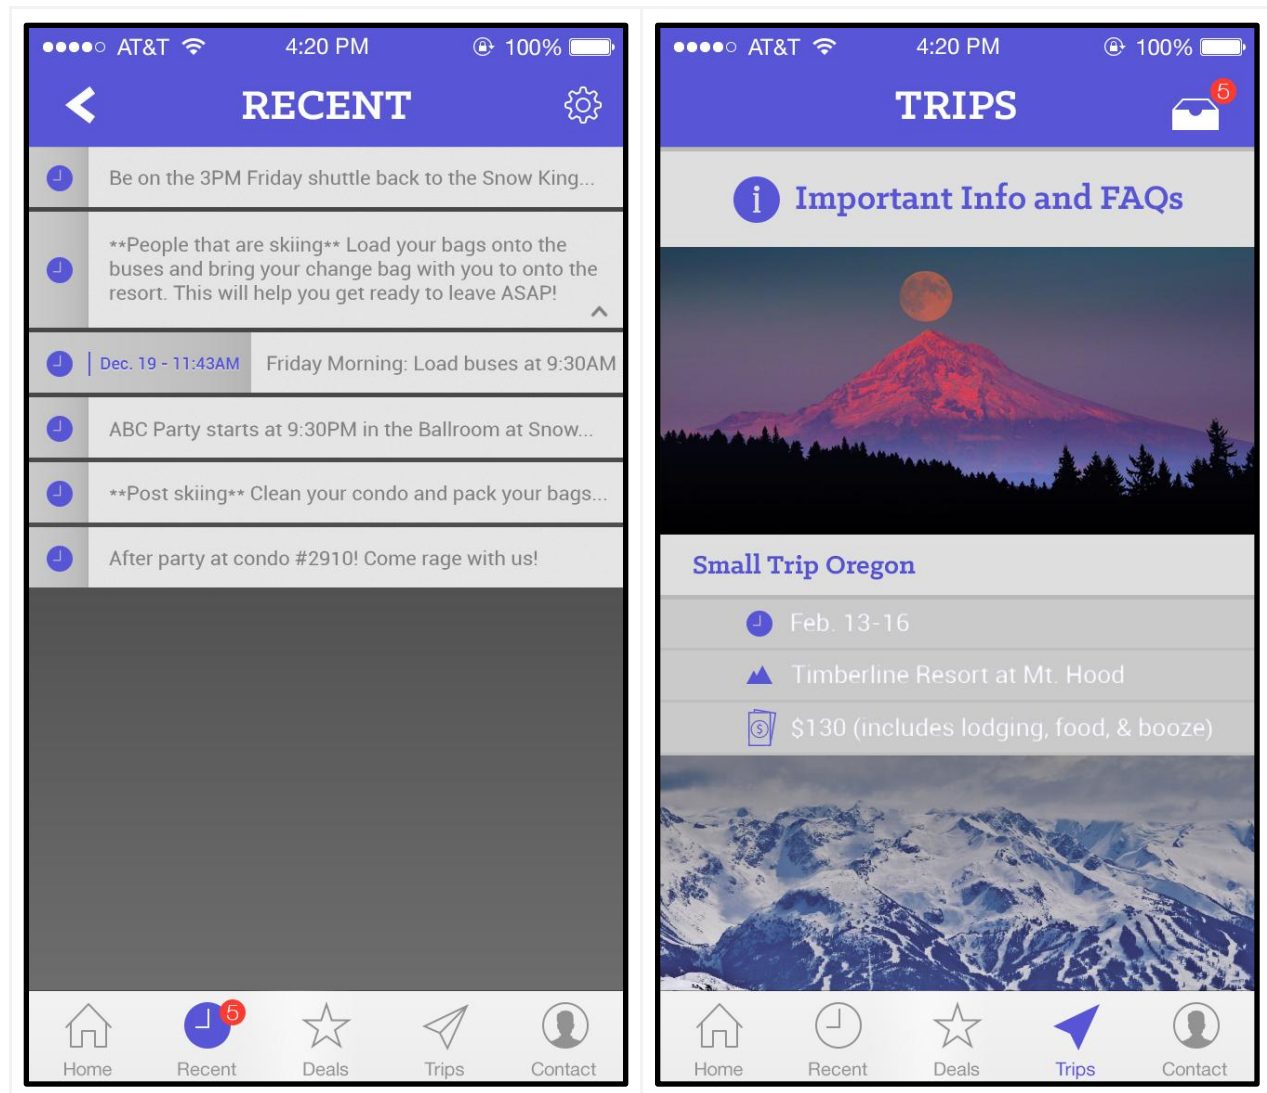 AT&T 4:20 PM 100%
RECENT
Be on the 3PM Friday shuttle back to the Snow King...
**People that are skiing** Load your bags onto the
buses and bring your change bag with you to onto the
resort. This will help you get ready to leave ASAP!
Dec. 19 - 11:43AM Friday Morning: Load buses at 9:30AM
ABC Party starts at 9:30PM in the Ballroom at Snow...
**Post skiing** Clean your condo and pack your bags...
After party at condo #2910! Come rage with us!
5
Home Recent Deals Trips Contact
AT&T 4:20 PM 100%
TRIPS 5
i Important Info and FAQs
Small Trip Oregon
Feb. 13-16
Timberline Resort at Mt. Hood
$ $130 (includes lodging, food, & booze)
Home Recent Deals Trips Contact